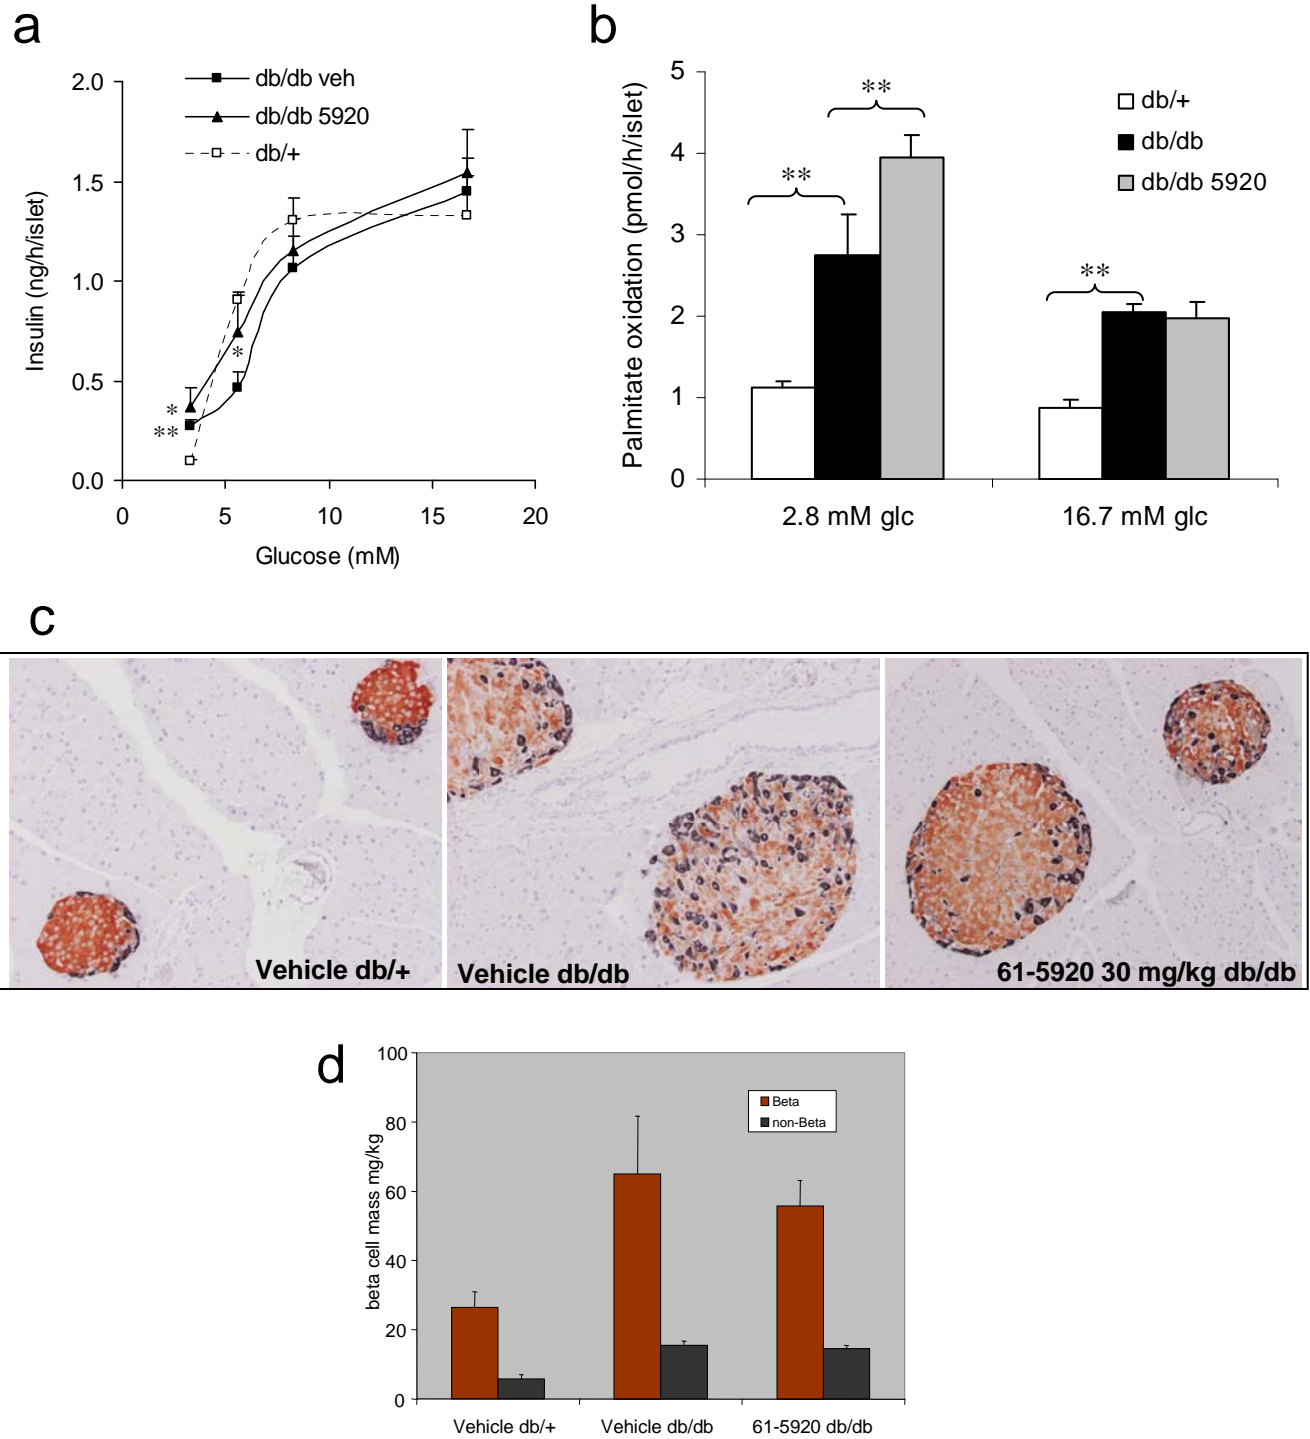 a
db/db veh
db/db 5920
db/+
2.0
1.5
1.0
0.5
0.0
Insulin (ng/h/islet)
*
**
*
0 5 10 15 20
Glucose (mM)
b
5
4
3
2
1
0
Palmitate oxidation (pmol/h/islet)
**
**
**
db/+
db/db
db/db 5920
2.8 mM glc 16.7 mM glc
c
Vehicle db/+
Vehicle db/db
61-5920 30 mg/kg db/db
d
100
80
60
40
20
0
beta cell mass mg/kg
Beta
non-Beta
Vehicle db/+ Vehicle db/db 61-5920 db/db